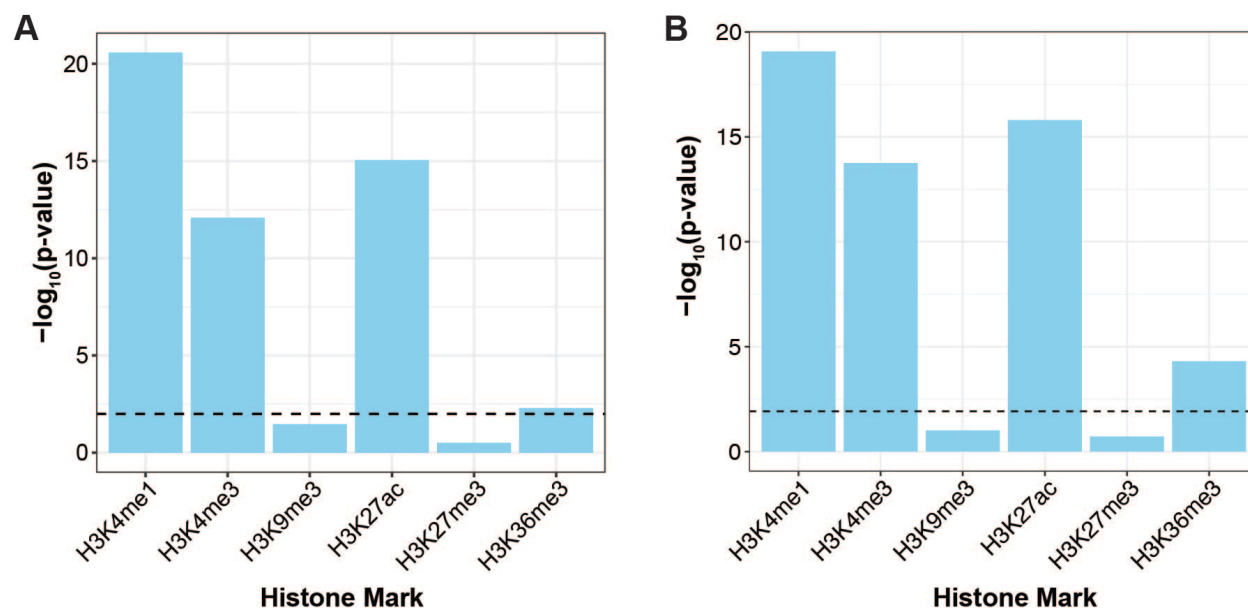 A
−log10(p-value)
20
15
10
5
0
H3K4me1
H3K4me3
H3K9me3
H3K27ac
H3K27me3
H3K36me3
Histone Mark
B
−log10(p-value)
20
15
10
5
0
H3K4me1
H3K4me3
H3K9me3
H3K27ac
H3K27me3
H3K36me3
Histone Mark